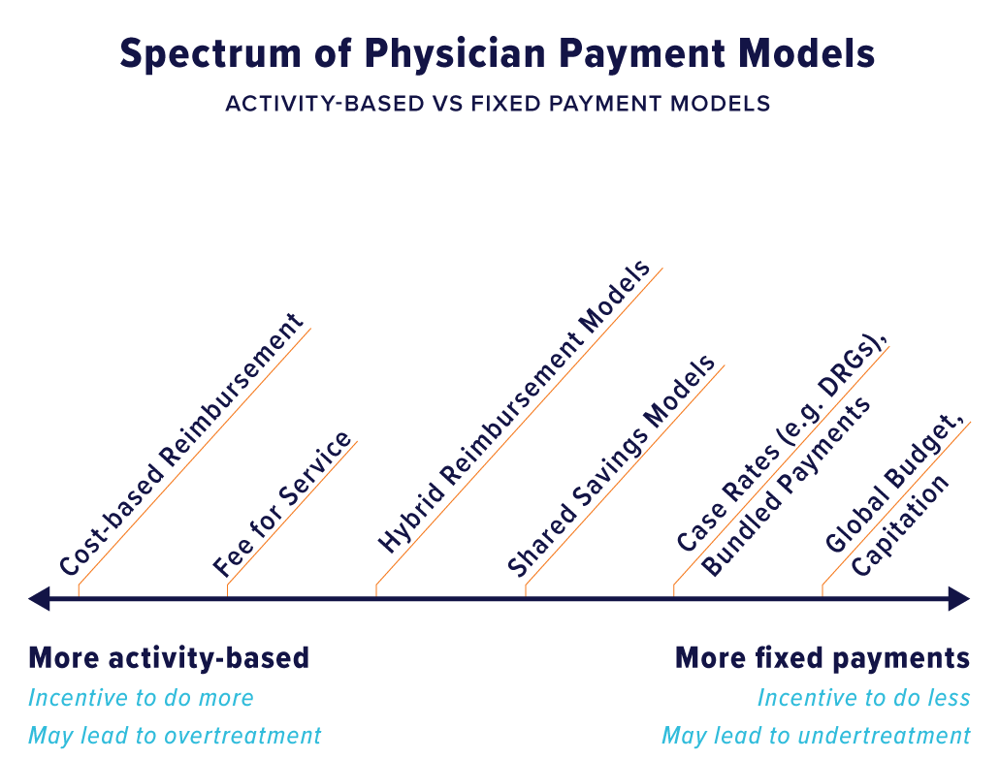 Spectrum of Physician Payment Models
ACTIVITY-BASED VS FIXED PAYMENT MODELS
Cost-based Reimbursement
Fee for Service
Hybrid Reimbursement Models
Shared Savings Models
Case Rates (e.g. DRGs),
Bundled Payments
Global Budget,
Capitation
More activity-based
Incentive to do more
May lead to overtreatment
More fixed payments
Incentive to do less
May lead to undertreatment